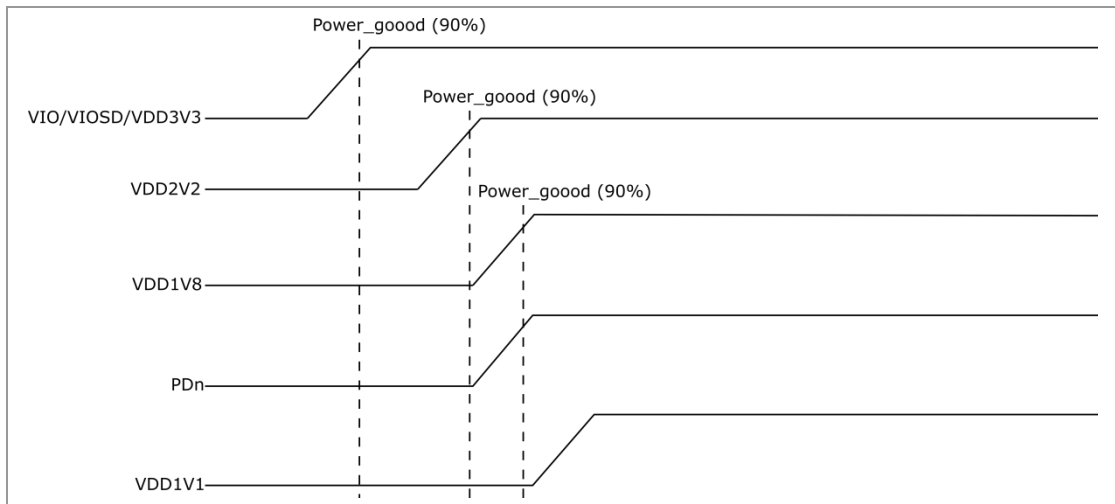 Power_goood (90%)
VIO/VIOSD/VDD3V3
Power_goood (90%)
VDD2V2
Power_goood (90%)
VDD1V8
PDn
VDD1V1